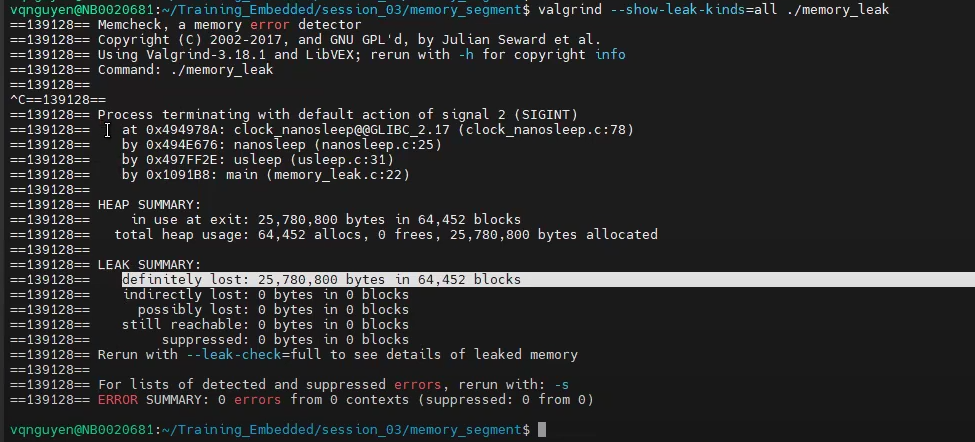 vqnguyen@NB0020681:~/Training_Embedded/session_03/memory_segment$ valgrind --show-leak-kinds=all ./memory_leak
==139128== Memcheck, a memory error detector
==139128== Copyright (C) 2002-2017, and GNU GPL'd, by Julian Seward et al.
==139128== Using Valgrind-3.18.1 and LibVEX; rerun with -h for copyright info
==139128== Command: ./memory_leak
==139128==
^C==139128==
==139128== Process terminating with default action of signal 2 (SIGINT)
==139128==    at 0x494978A: clock_nanosleep@@GLIBC_2.17 (clock_nanosleep.c:78)
==139128==    by 0x494E676: nanosleep (nanosleep.c:25)
==139128==    by 0x497FF2E: usleep (usleep.c:31)
==139128==    by 0x1091B8: main (memory_leak.c:22)
==139128==
==139128== HEAP SUMMARY:
==139128==     in use at exit: 25,780,800 bytes in 64,452 blocks
==139128==   total heap usage: 64,452 allocs, 0 frees, 25,780,800 bytes allocated
==139128==
==139128== LEAK SUMMARY:
==139128==    definitely lost: 25,780,800 bytes in 64,452 blocks
==139128==    indirectly lost: 0 bytes in 0 blocks
==139128==      possibly lost: 0 bytes in 0 blocks
==139128==    still reachable: 0 bytes in 0 blocks
==139128==         suppressed: 0 bytes in 0 blocks
==139128== Rerun with --leak-check=full to see details of leaked memory
==139128==
==139128== For lists of detected and suppressed errors, rerun with: -s
==139128== ERROR SUMMARY: 0 errors from 0 contexts (suppressed: 0 from 0)
vqnguyen@NB0020681:~/Training_Embedded/session_03/memory_segment$